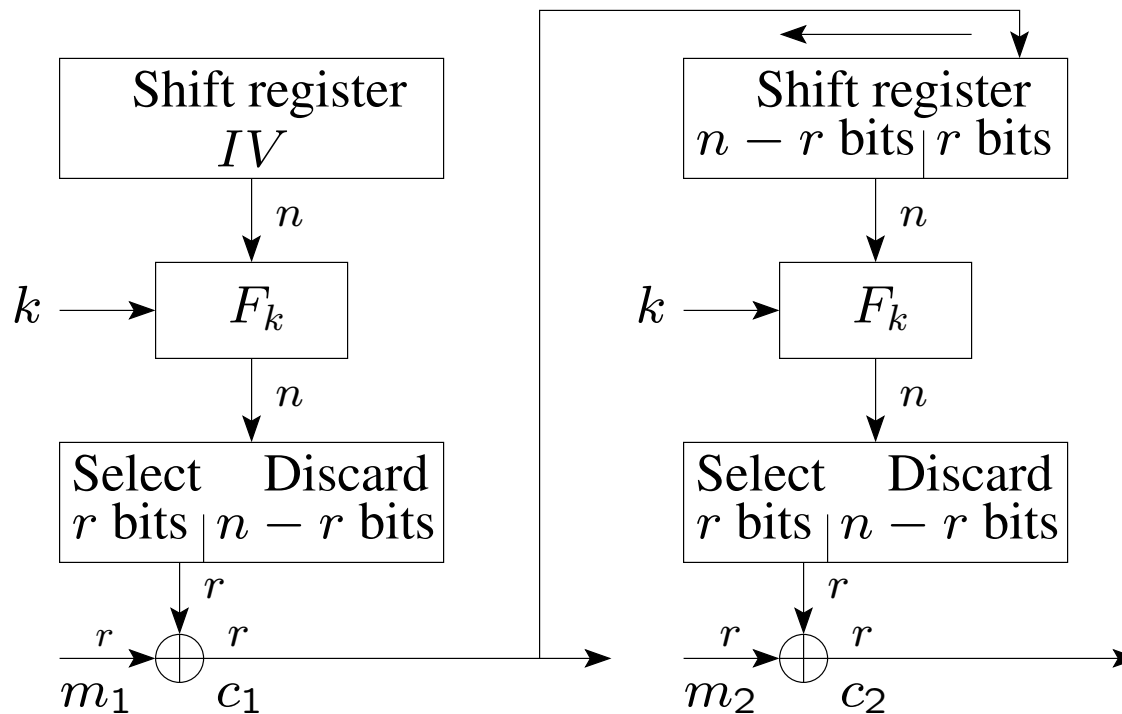 Shift register
IV
n
k
F_k
n
Select Discard
r bits n − r bits
r
r
r
m_1
c_1
Shift register
n − r bits r bits
n
k
F_k
n
Select Discard
r bits n − r bits
r
r
r
m_2
c_2